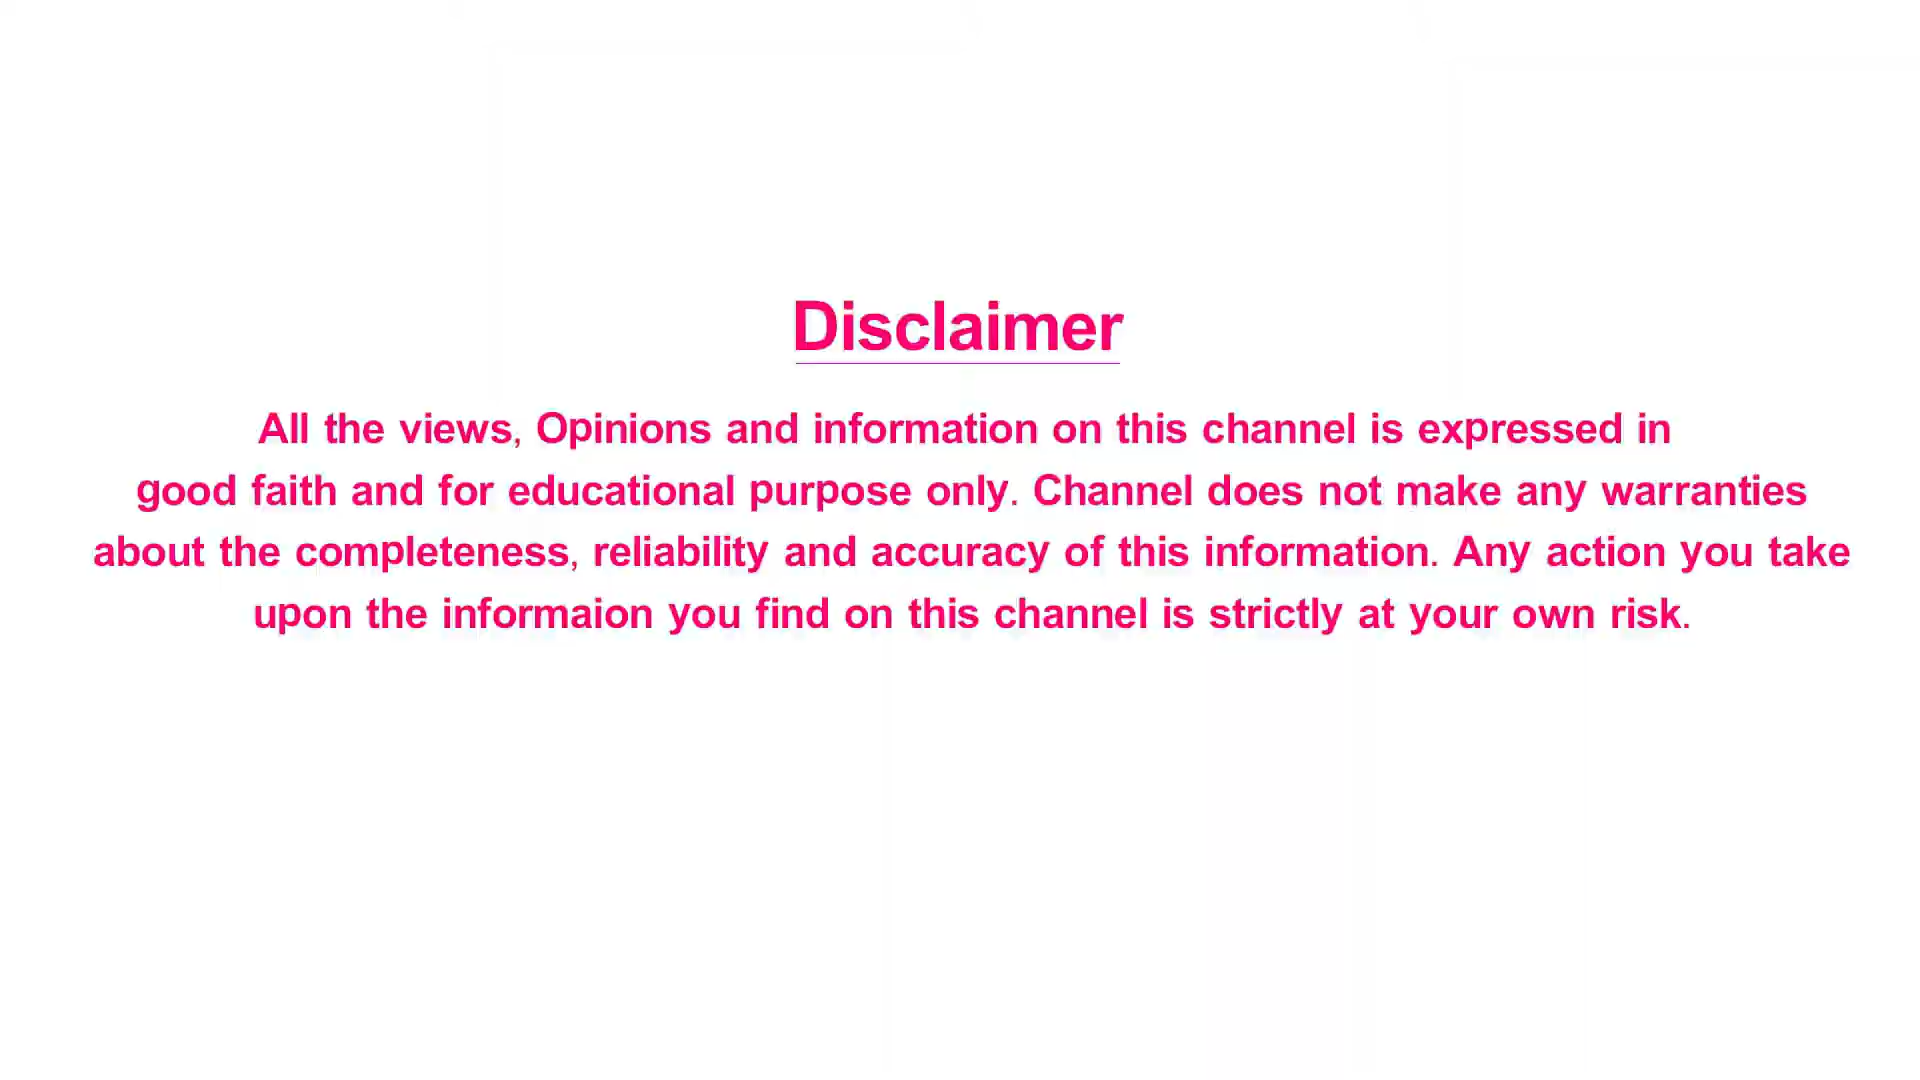 Disclaimer
All the views, Opinions and information on this channel is expressed in
good faith and for educational purpose only. Channel does not make any warranties
about the completeness, reliability and accuracy of this information. Any action you take
upon the informaion you find on this channel is strictly at your own risk.